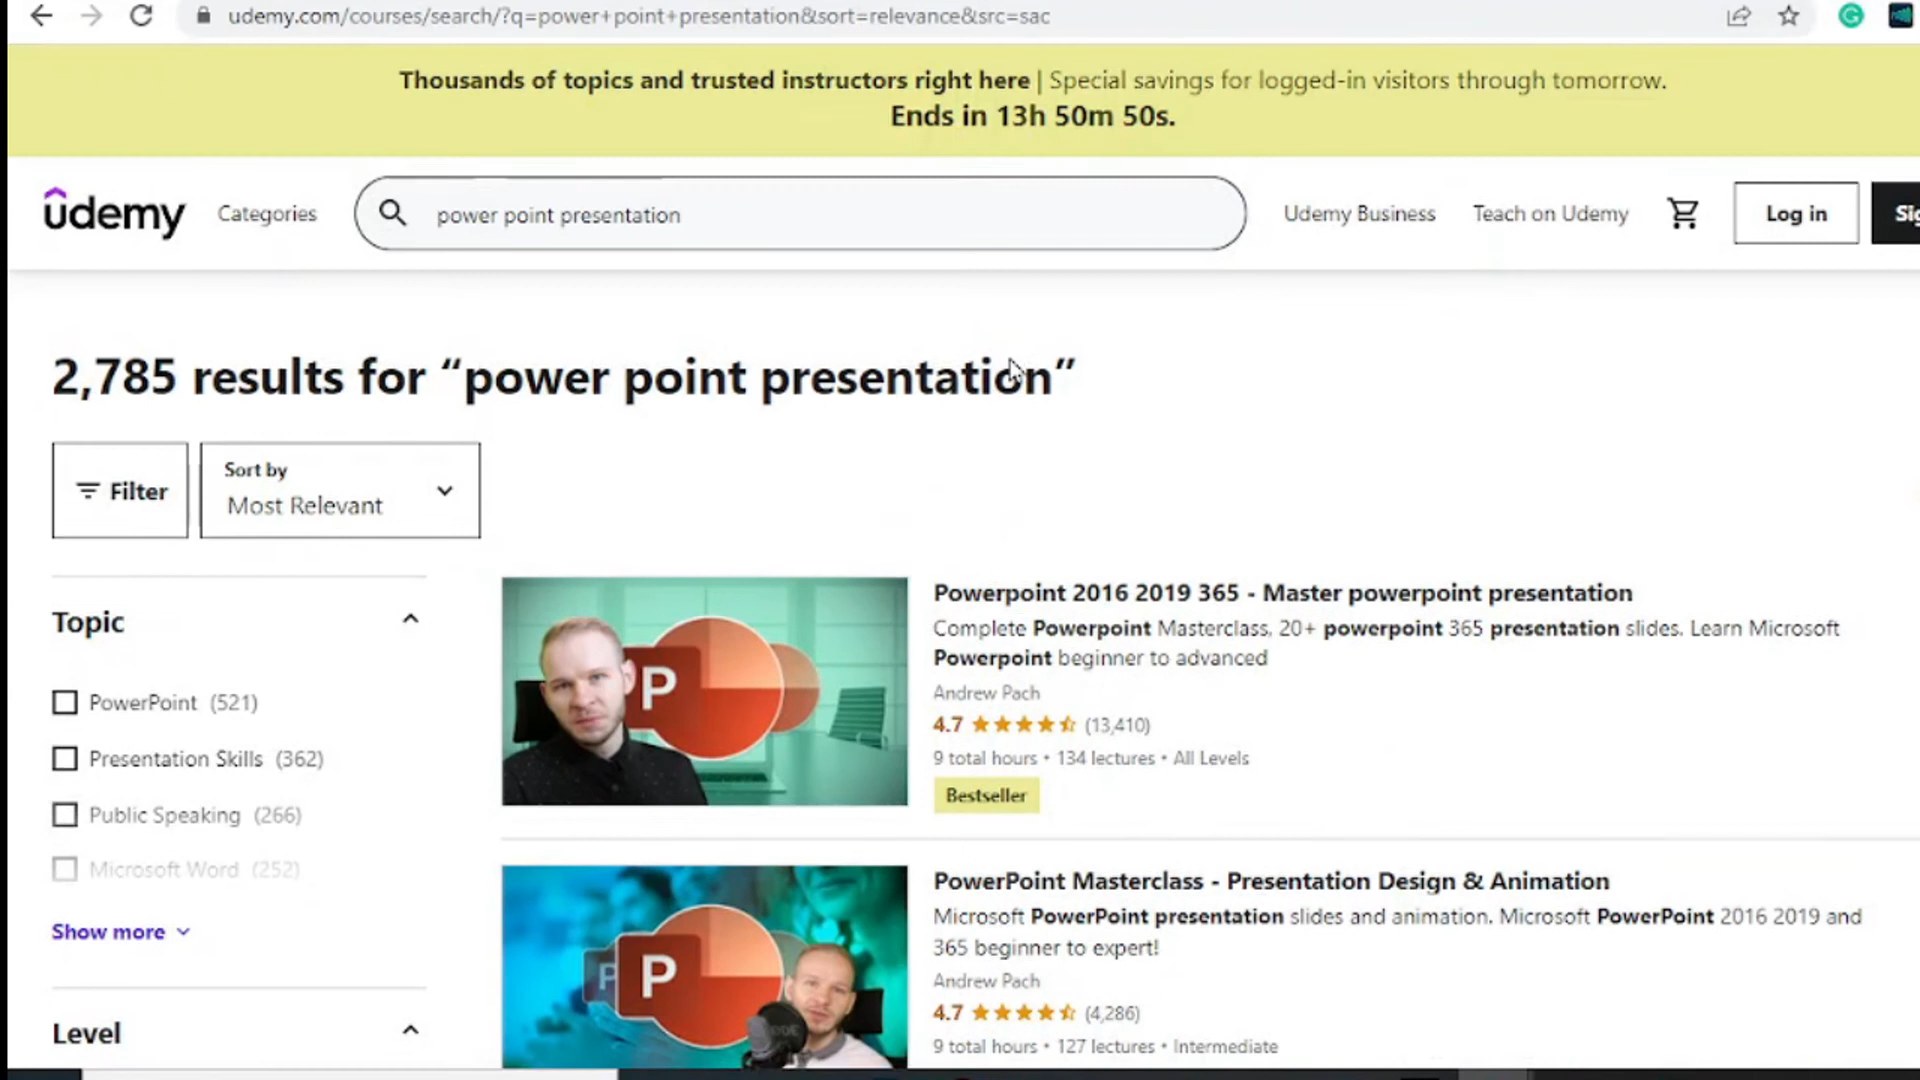 udemy.com/courses/search/?q=power+point+presentation&sort=relevance&src=sac
Thousands of topics and trusted instructors right here | Special savings for logged-in visitors through tomorrow.
Ends in 13h 50m 50s.
udemy
Categories
power point presentation
Udemy Business
Teach on Udemy
Log in
Sig
2,785 results for “power point presentation”
Filter
Sort by
Most Relevant
Topic
PowerPoint (521)
Presentation Skills (362)
Public Speaking (266)
Microsoft Word (252)
Show more
Level
P
Powerpoint 2016 2019 365 - Master powerpoint presentation
Complete Powerpoint Masterclass, 20+ powerpoint 365 presentation slides. Learn Microsoft
Powerpoint beginner to advanced
Andrew Pach
4.7 (13,410)
9 total hours • 134 lectures • All Levels
Bestseller
P P
PowerPoint Masterclass - Presentation Design & Animation
Microsoft PowerPoint presentation slides and animation. Microsoft PowerPoint 2016 2019 and
365 beginner to expert!
Andrew Pach
4.7 (4,286)
9 total hours • 127 lectures • Intermediate